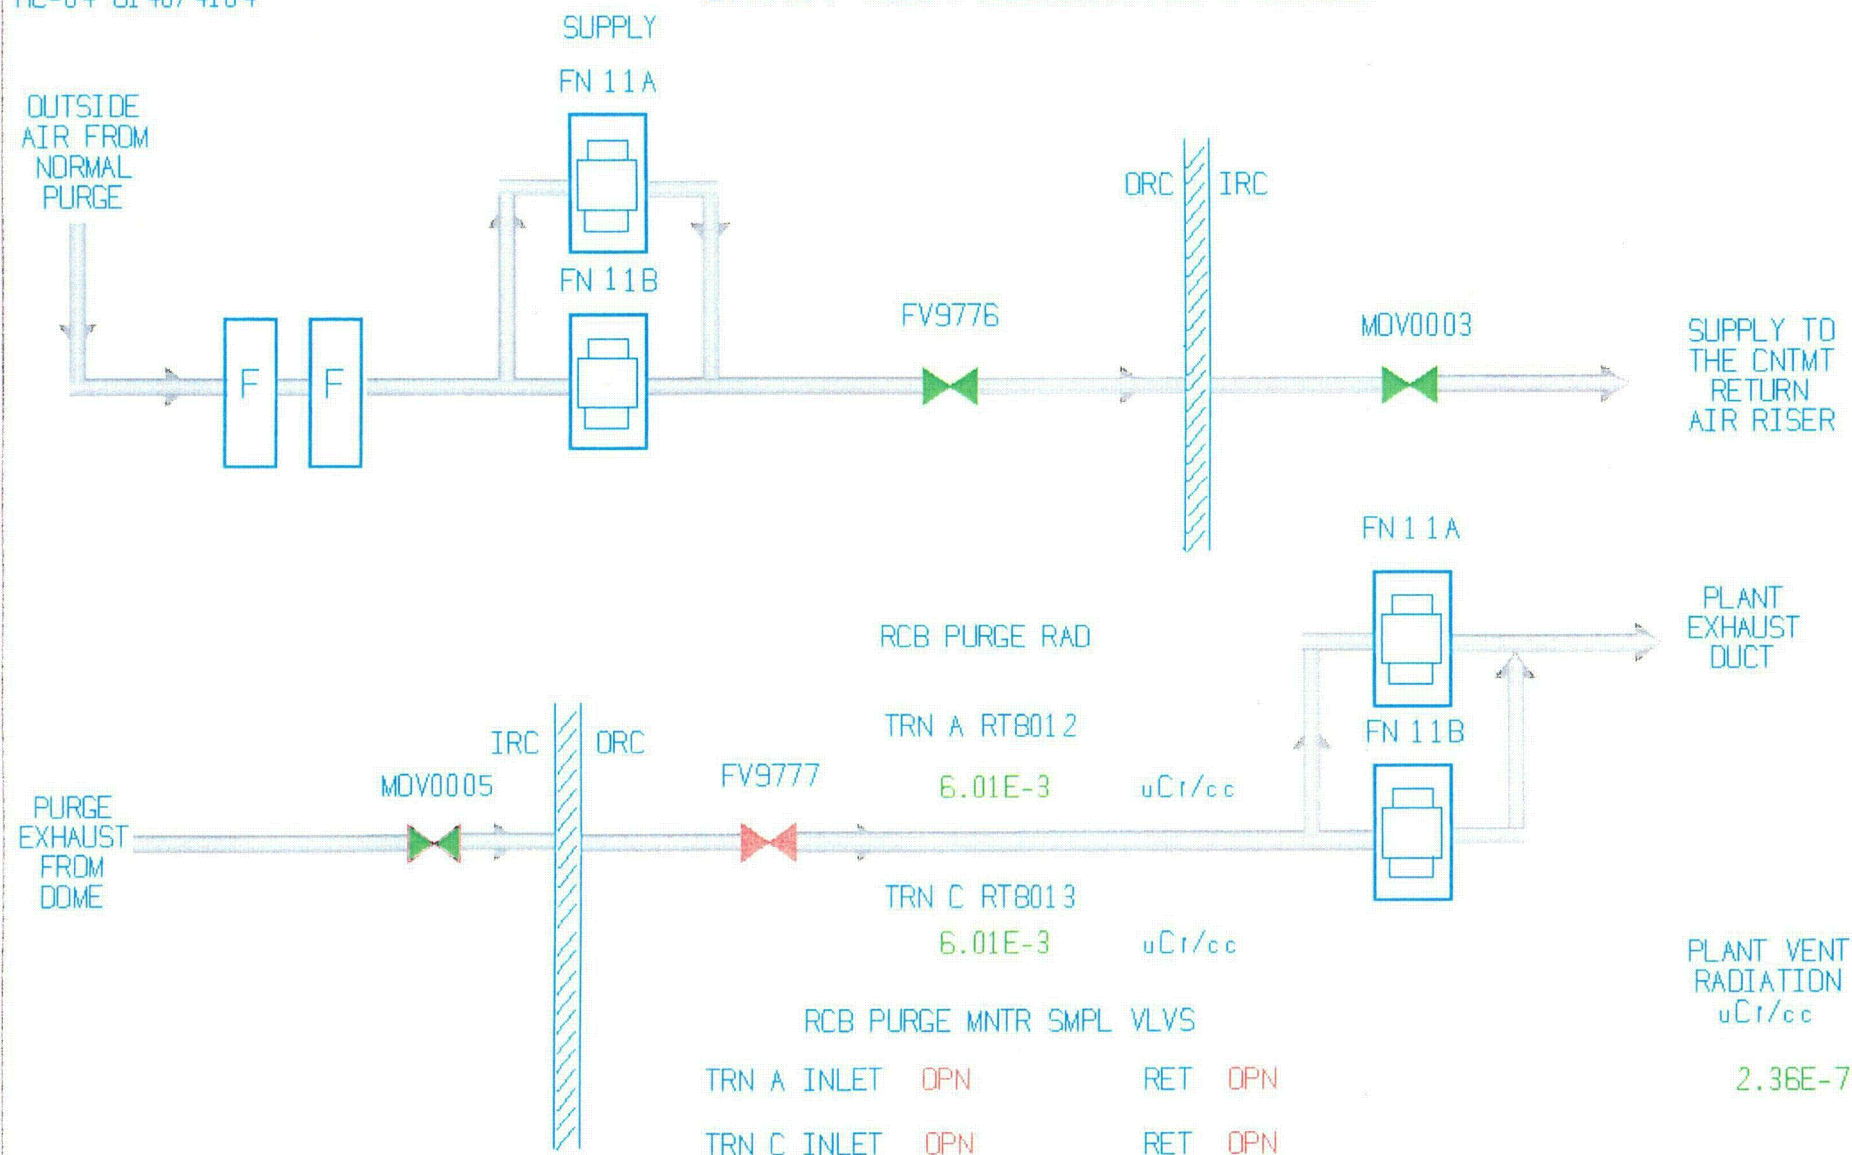 SUPPLY
FN 11A
OUTSIDE
AIR FROM
NORMAL
PURGE
ORC
IRC
FN 11B
FV9776
MOV0003
SUPPLY TO
THE CNTMT
RETURN
AIR RISER
F
F
FN 11A
PLANT
EXHAUST
DUCT
RCB PURGE RAD
TRN A RT8012
6.01E-3 uCr/cc
FN 11B
IRC
ORC
MOV0005
FV9777
PURGE
EXHAUST
FROM
DOME
TRN C RT8013
6.01E-3 uCr/cc
PLANT VENT
RADIATION
uCr/cc
2.36E-7
RCB PURGE MNTR SMPL VLVS
TRN A INLET OPN RET OPN
TRN C INLET OPN RET OPN